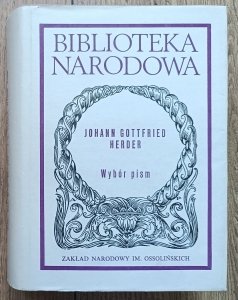 BIBLIOTEKA
NARODOWA
JOHANN GOTTFRIED
HERDER
Wybór pism
ZAKŁAD NARODOWY IM. OSSOLIŃSKICH